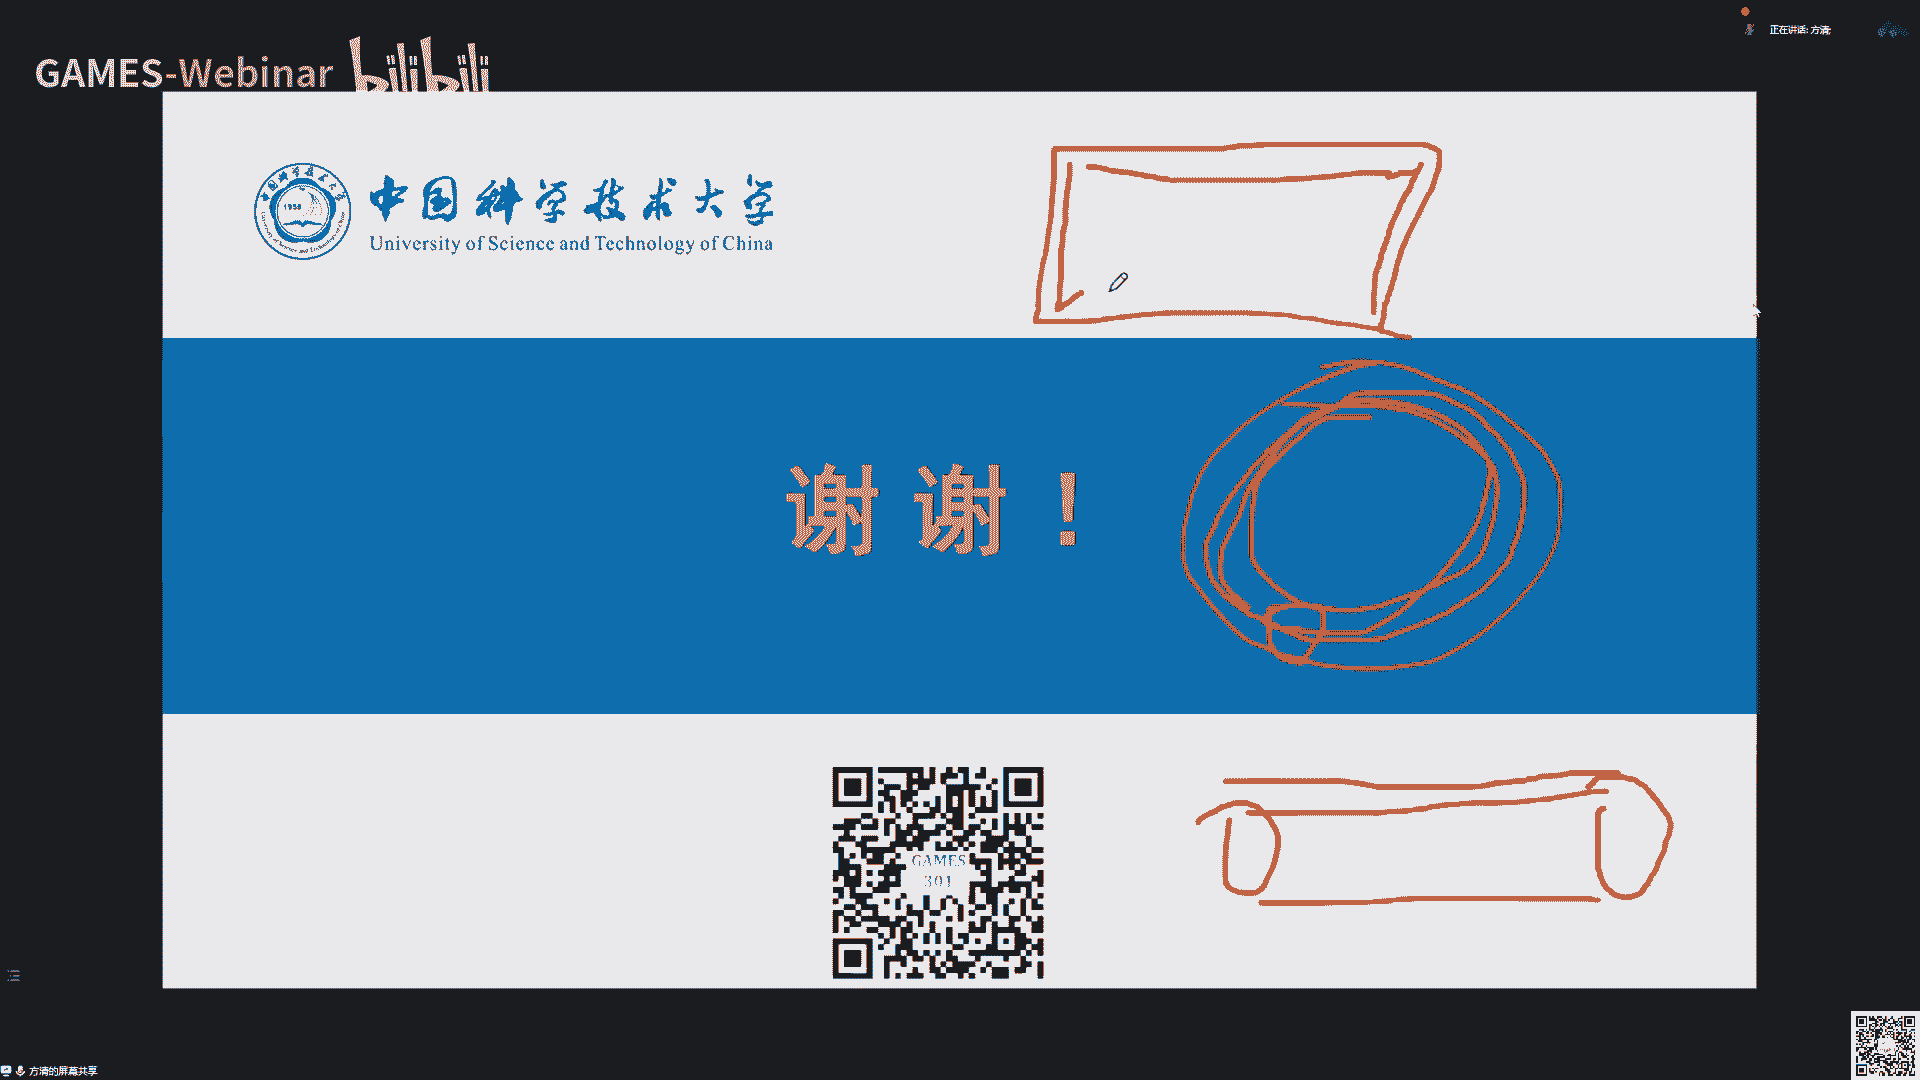 GAMES-Webinar bilibili
正在讲话: 方清;
中国科学技术大学
University of Science and Technology of China
1958
谢谢！
GAMES
301
方清的屏幕共享